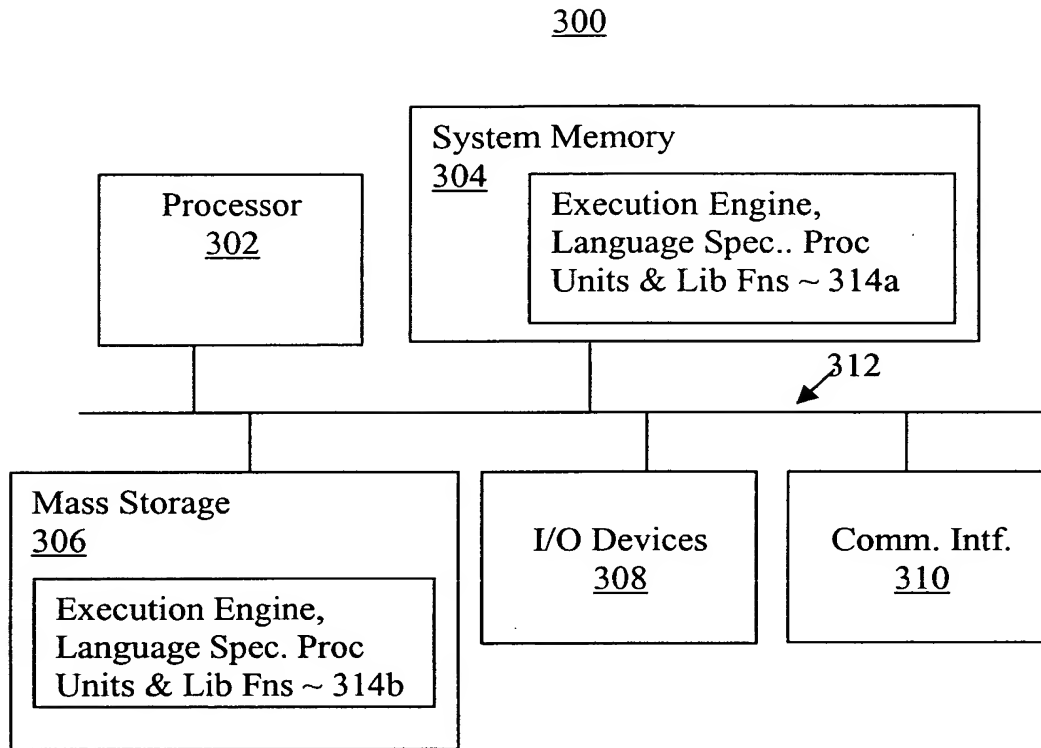 300
System Memory
304
Execution Engine,
Language Spec.. Proc
Units & Lib Fns ~ 314a
Processor
302
312
Mass Storage
306
Execution Engine,
Language Spec. Proc
Units & Lib Fns ~ 314b
I/O Devices
308
Comm. Intf.
310